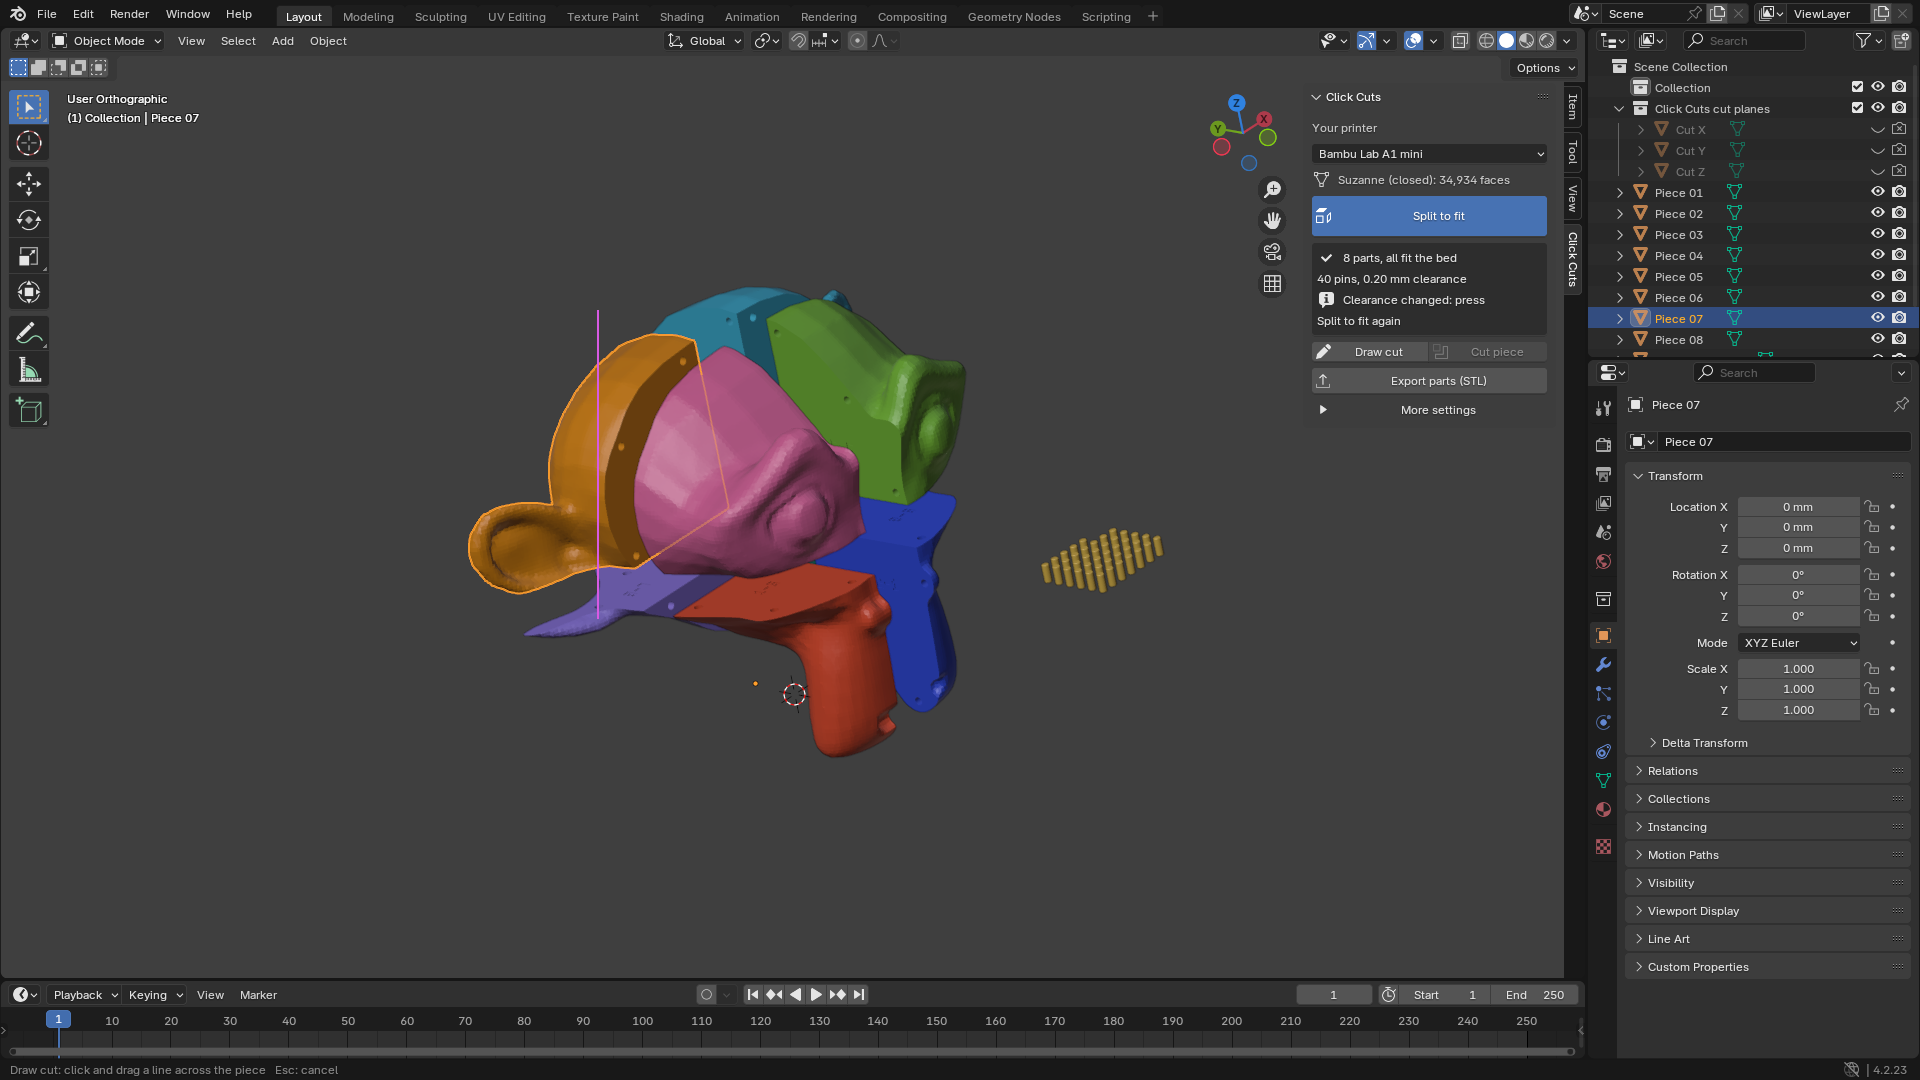 File Edit Render Window Help
Layout Modeling Sculpting UV Editing Texture Paint Shading Animation Rendering Compositing Geometry Nodes Scripting
Scene
ViewLayer
Object Mode View Select Add Object
Global
Options
Search
User Orthographic
(1) Collection | Piece 07
Z
X
Y
Click Cuts
Your printer
Bambu Lab A1 mini
Suzanne (closed): 34,934 faces
Split to fit
8 parts, all fit the bed
40 pins, 0.20 mm clearance
Clearance changed: press
Split to fit again
Draw cut
Cut piece
Export parts (STL)
More settings
Item
Tool
View
Click Cuts
Scene Collection
Collection
Click Cuts cut planes
Cut X
Cut Y
Cut Z
Piece 01
Piece 02
Piece 03
Piece 04
Piece 05
Piece 06
Piece 07
Piece 08
Search
Piece 07
Piece 07
Transform
Location X 0 mm
Y 0 mm
Z 0 mm
Rotation X 0°
Y 0°
Z 0°
Mode XYZ Euler
Scale X 1.000
Y 1.000
Z 1.000
Delta Transform
Relations
Collections
Instancing
Motion Paths
Visibility
Viewport Display
Line Art
Custom Properties
Playback Keying View Marker
1
Start 1
End 250
1 10 20 30 40 50 60 70 80 90 100 110 120 130 140 150 160 170 180 190 200 210 220 230 240 250
Draw cut: click and drag a line across the piece Esc: cancel
4.2.23